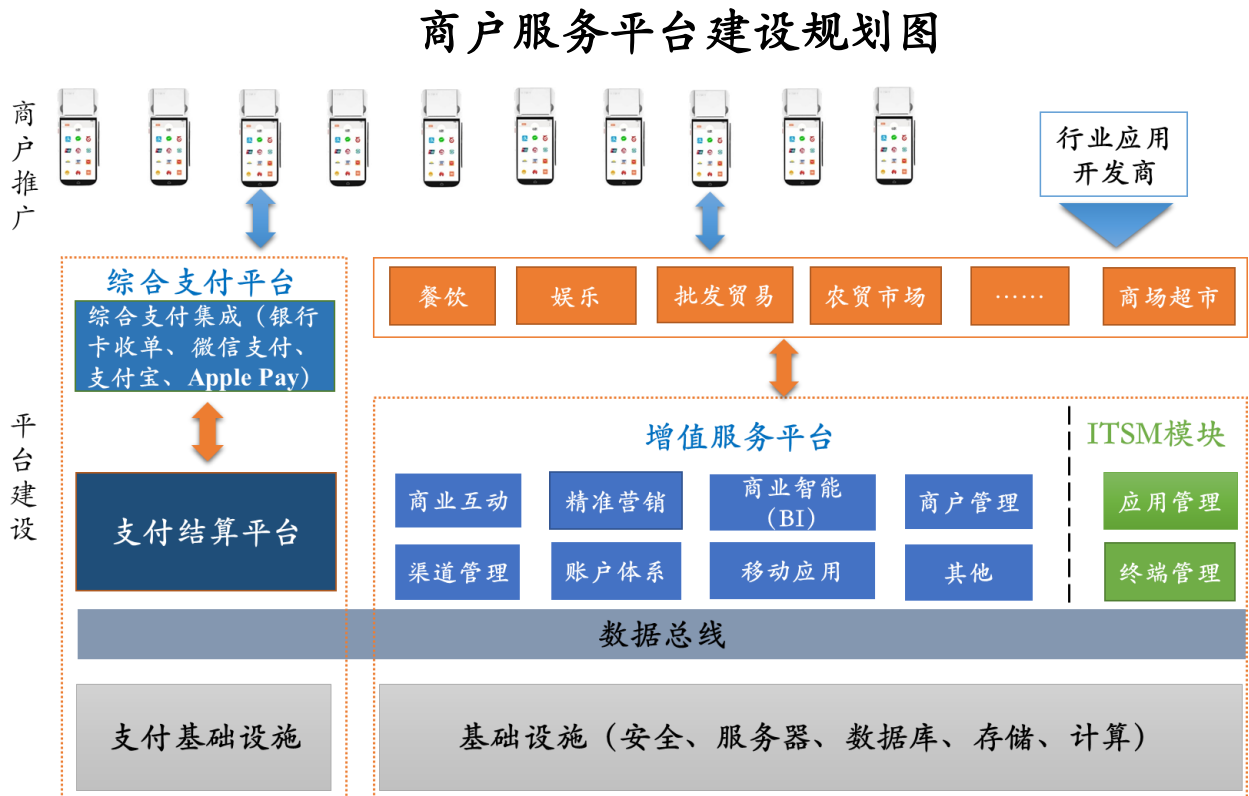 商户服务平台建设规划图
商户推广
行业应用
开发商
综合支付平台
综合支付集成（银行
卡收单、微信支付、
支付宝、Apple Pay）
餐饮
娱乐
批发贸易
农贸市场
……
商场超市
平台建设
支付结算平台
增值服务平台
ITSM模块
商业互动
精准营销
商业智能
（BI）
商户管理
应用管理
渠道管理
账户体系
移动应用
其他
终端管理
数据总线
支付基础设施
基础设施（安全、服务器、数据库、存储、计算）